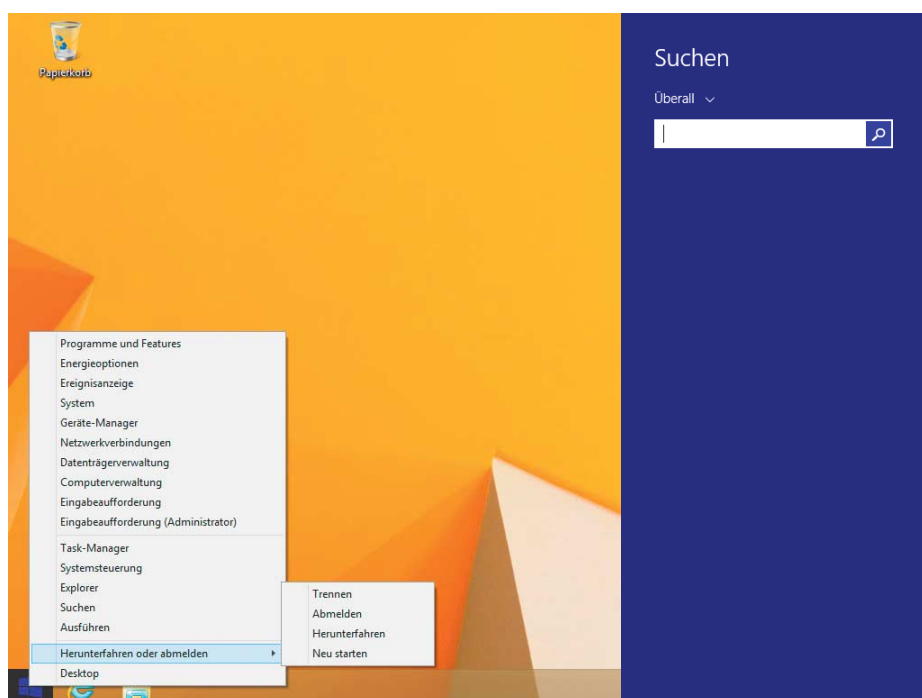 Papierkorb
Suchen
Überall
Programme und Features
Energieoptionen
Ereignisanzeige
System
Geräte-Manager
Netzwerkverbindungen
Datenträgerverwaltung
Computerverwaltung
Eingabeaufforderung
Eingabeaufforderung (Administrator)
Task-Manager
Systemsteuerung
Explorer
Suchen
Ausführen
Herunterfahren oder abmelden
Desktop
Trennen
Abmelden
Herunterfahren
Neu starten